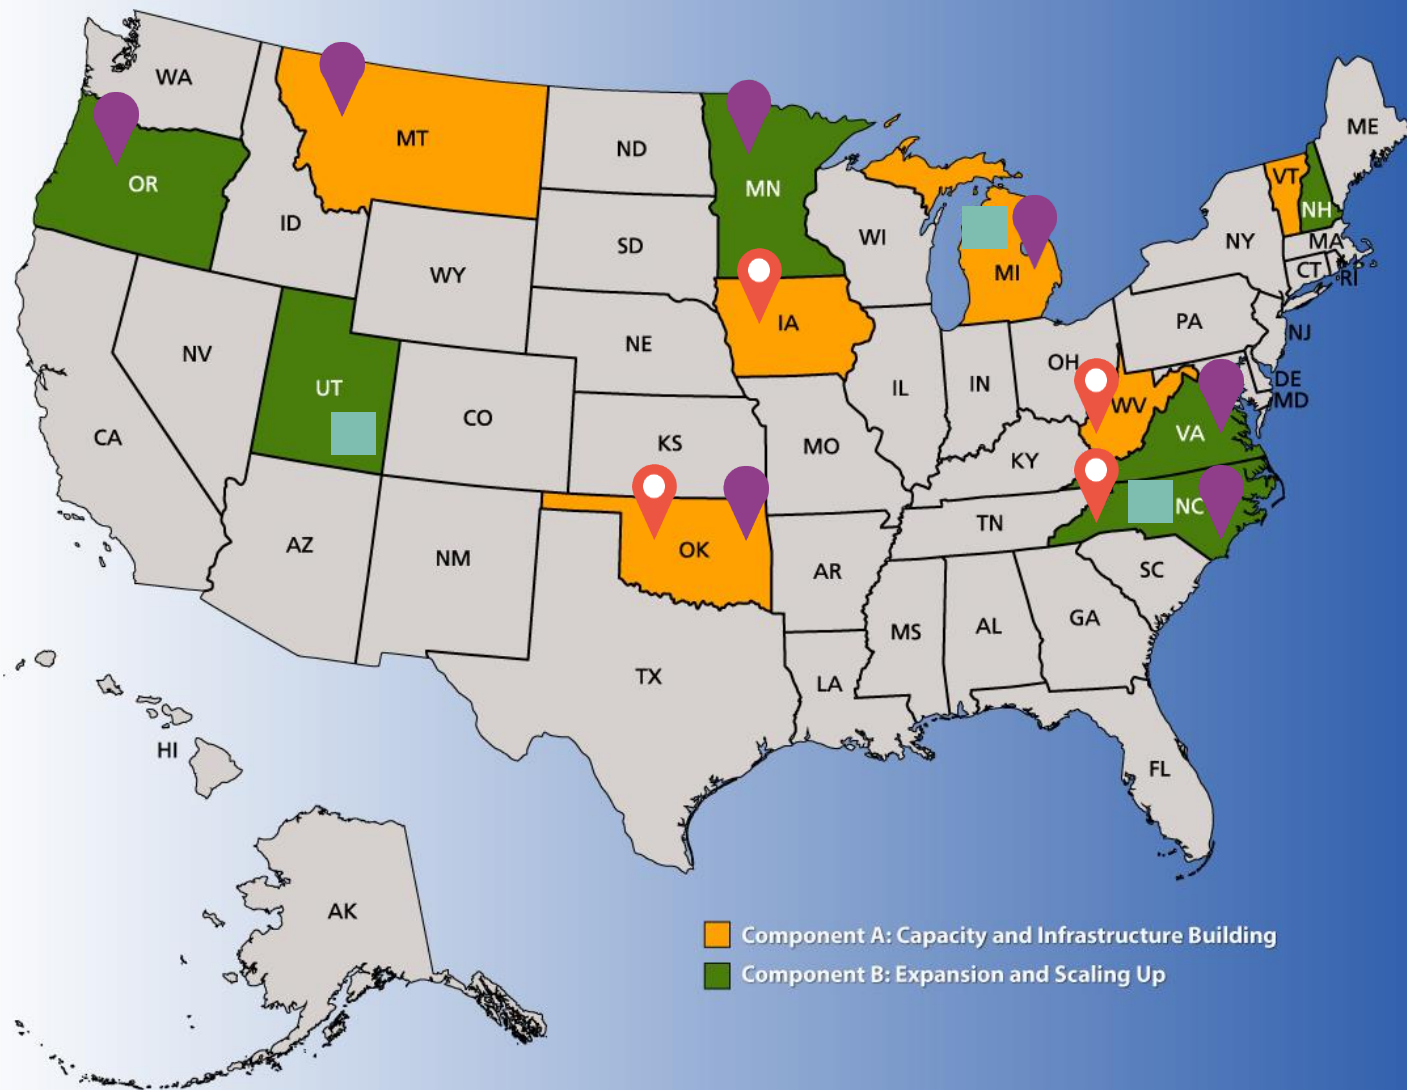 WA
ME
MT
ND
VT
OR
MN
NH
ID
WI
NY
MA
SD
MI
CT
RI
WY
IA
PA
NJ
NE
NV
OH
IN
DE
UT
IL
MD
CO
WV
CA
KS
MO
VA
KY
NC
TN
AZ
OK
NM
AR
SC
MS
AL
GA
TX
LA
HI
FL
AK
Component A: Capacity and Infrastructure Building
Component B: Expansion and Scaling Up